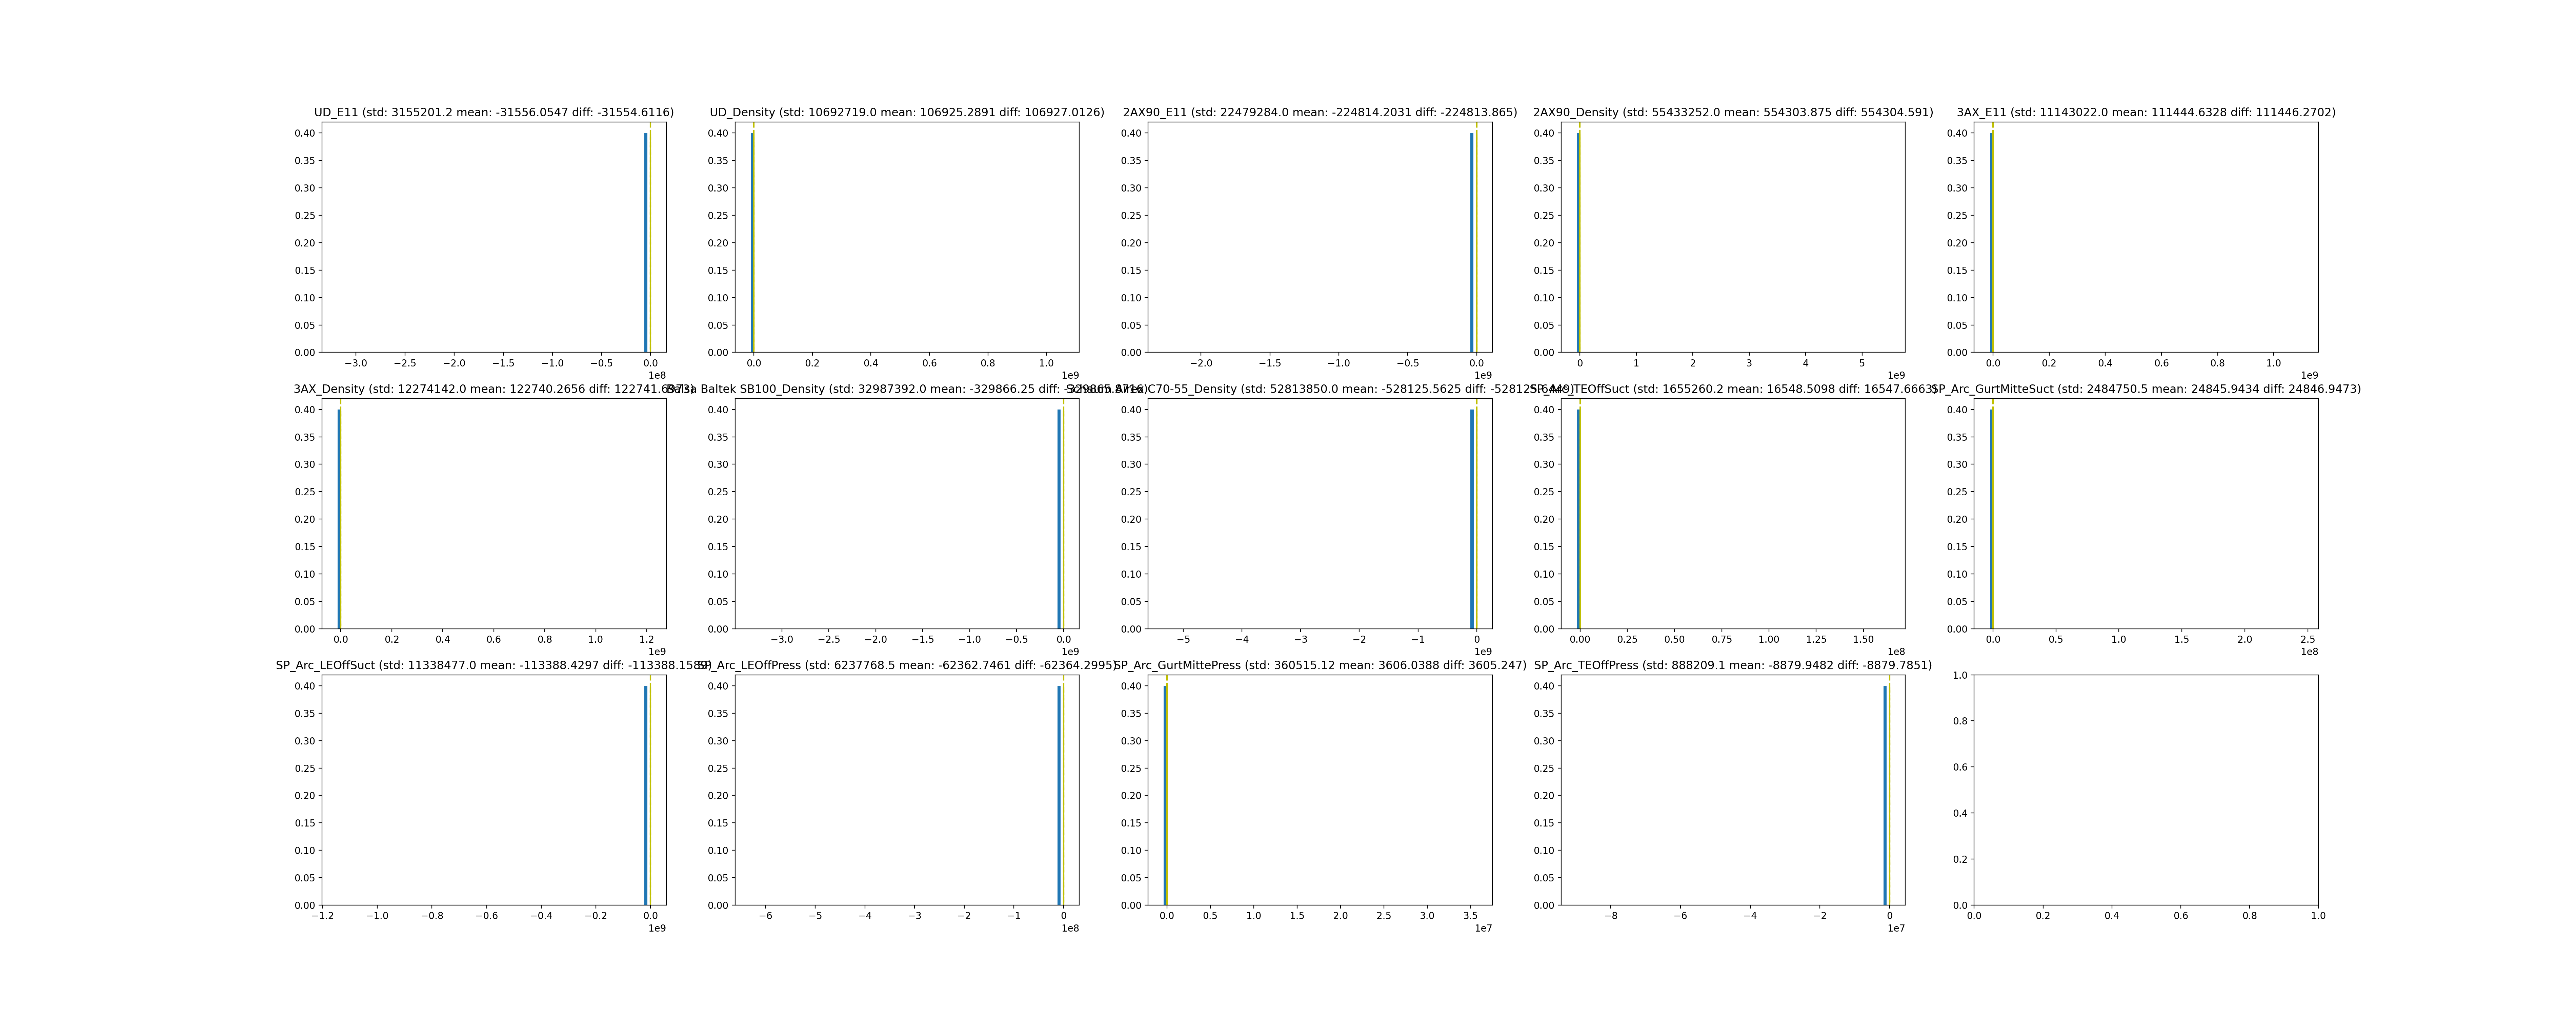 UD_E11 (std: 3155201.2 mean: -31556.0547 diff: -31554.6116)
UD_Density (std: 10692719.0 mean: 106925.2891 diff: 106927.0126)
2AX90_E11 (std: 22479284.0 mean: -224814.2031 diff: -224813.865)
2AX90_Density (std: 55433252.0 mean: 554303.875 diff: 554304.591)
3AX_E11 (std: 11143022.0 mean: 111444.6328 diff: 111446.2702)
0.40 0.40 0.40 0.40 0.40
0.35 0.35 0.35 0.35 0.35
0.30 0.30 0.30 0.30 0.30
0.25 0.25 0.25 0.25 0.25
0.20 0.20 0.20 0.20 0.20
0.15 0.15 0.15 0.15 0.15
0.10 0.10 0.10 0.10 0.10
0.05 0.05 0.05 0.05 0.05
0.00 0.00 0.00 0.00 0.00
−3.0 −2.5 −2.0 −1.5 −1.0 −0.5 0.0
0.0 0.2 0.4 0.6 0.8 1.0
−2.0 −1.5 −1.0 −0.5 0.0
0 1 2 3 4 5
0.0 0.2 0.4 0.6 0.8 1.0
1e8 1e9 1e9 1e9 1e9
3AX_Density (std: 12274142.0 mean: 122740.2656 diff:
Baltek SB100_Density (std: 32987392.0 mean: -329866.25 diff:
C70-55_Density (std: 52813850.0 mean: -528125.5625 diff:
(std: 1655260.2 mean: 16548.5098 diff: 16547.6663)
SP_Arc_GurtMitteSuct (std: 2484750.5 mean: 24845.9434 diff: 24846.9473)
0.40 0.40 0.40 0.40 0.40
0.35 0.35 0.35 0.35 0.35
0.30 0.30 0.30 0.30 0.30
0.25 0.25 0.25 0.25 0.25
0.20 0.20 0.20 0.20 0.20
0.15 0.15 0.15 0.15 0.15
0.10 0.10 0.10 0.10 0.10
0.05 0.05 0.05 0.05 0.05
0.00 0.00 0.00 0.00 0.00
0.0 0.2 0.4 0.6 0.8 1.0 1.2
−3.0 −2.5 −2.0 −1.5 −1.0 −0.5 0.0
−5 −4 −3 −2 −1 0
0.00 0.25 0.50 0.75 1.00 1.25 1.50
0.0 0.5 1.0 1.5 2.0 2.5
1e9 1e9 1e9 1e8 1e8
SP_Arc_LEOffSuct (std: 11338477.0 mean: -113388.4297 diff:
SP_Arc_LEOffPress (std: 6237768.5 mean: -62362.7461 diff: -62364.2995)
SP_Arc_GurtMittePress (std: 360515.12 mean: 3606.0388 diff: 3605.247)
SP_Arc_TEOffPress (std: 888209.1 mean: -8879.9482 diff: -8879.7851)
0.40 0.40 0.40 0.40 1.0
0.35 0.35 0.35 0.35
0.30 0.30 0.30 0.30 0.8
0.25 0.25 0.25 0.25 0.6
0.20 0.20 0.20 0.20
0.15 0.15 0.15 0.15 0.4
0.10 0.10 0.10 0.10 0.2
0.05 0.05 0.05 0.05
0.00 0.00 0.00 0.00 0.0
−1.2 −1.0 −0.8 −0.6 −0.4 −0.2 0.0
−6 −5 −4 −3 −2 −1 0
0.0 0.5 1.0 1.5 2.0 2.5 3.0 3.5
−8 −6 −4 −2 0
0.0 0.2 0.4 0.6 0.8 1.0
1e9 1e8 1e7 1e7